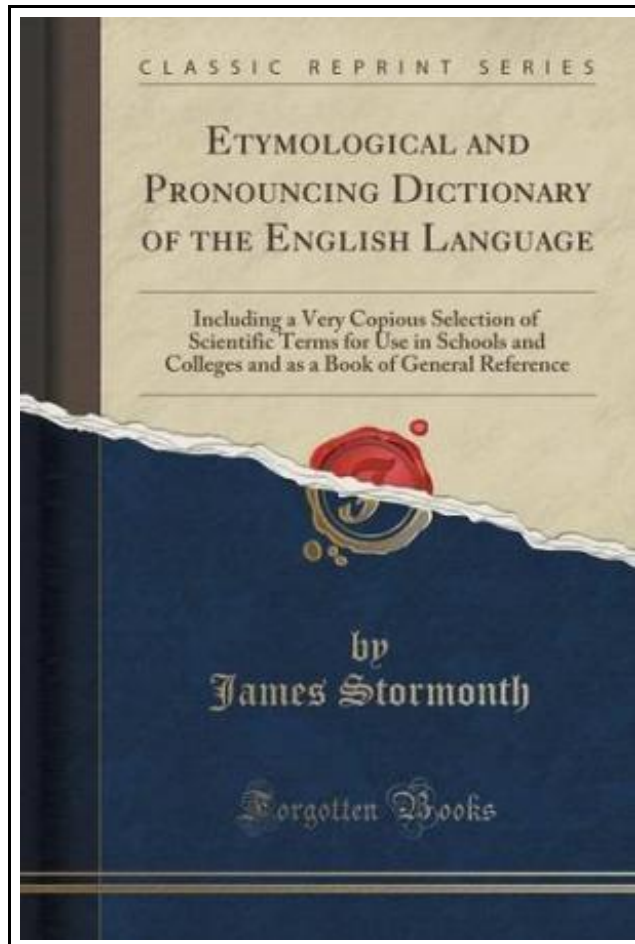 CLASSIC REPRINT SERIES
ETYMOLOGICAL AND
PRONOUNCING DICTIONARY
OF THE ENGLISH LANGUAGE
Including a Very Copious Selection of
Scientific Terms for Use in Schools and
Colleges and as a Book of General Reference
by
James Stormonth
Forgotten Books